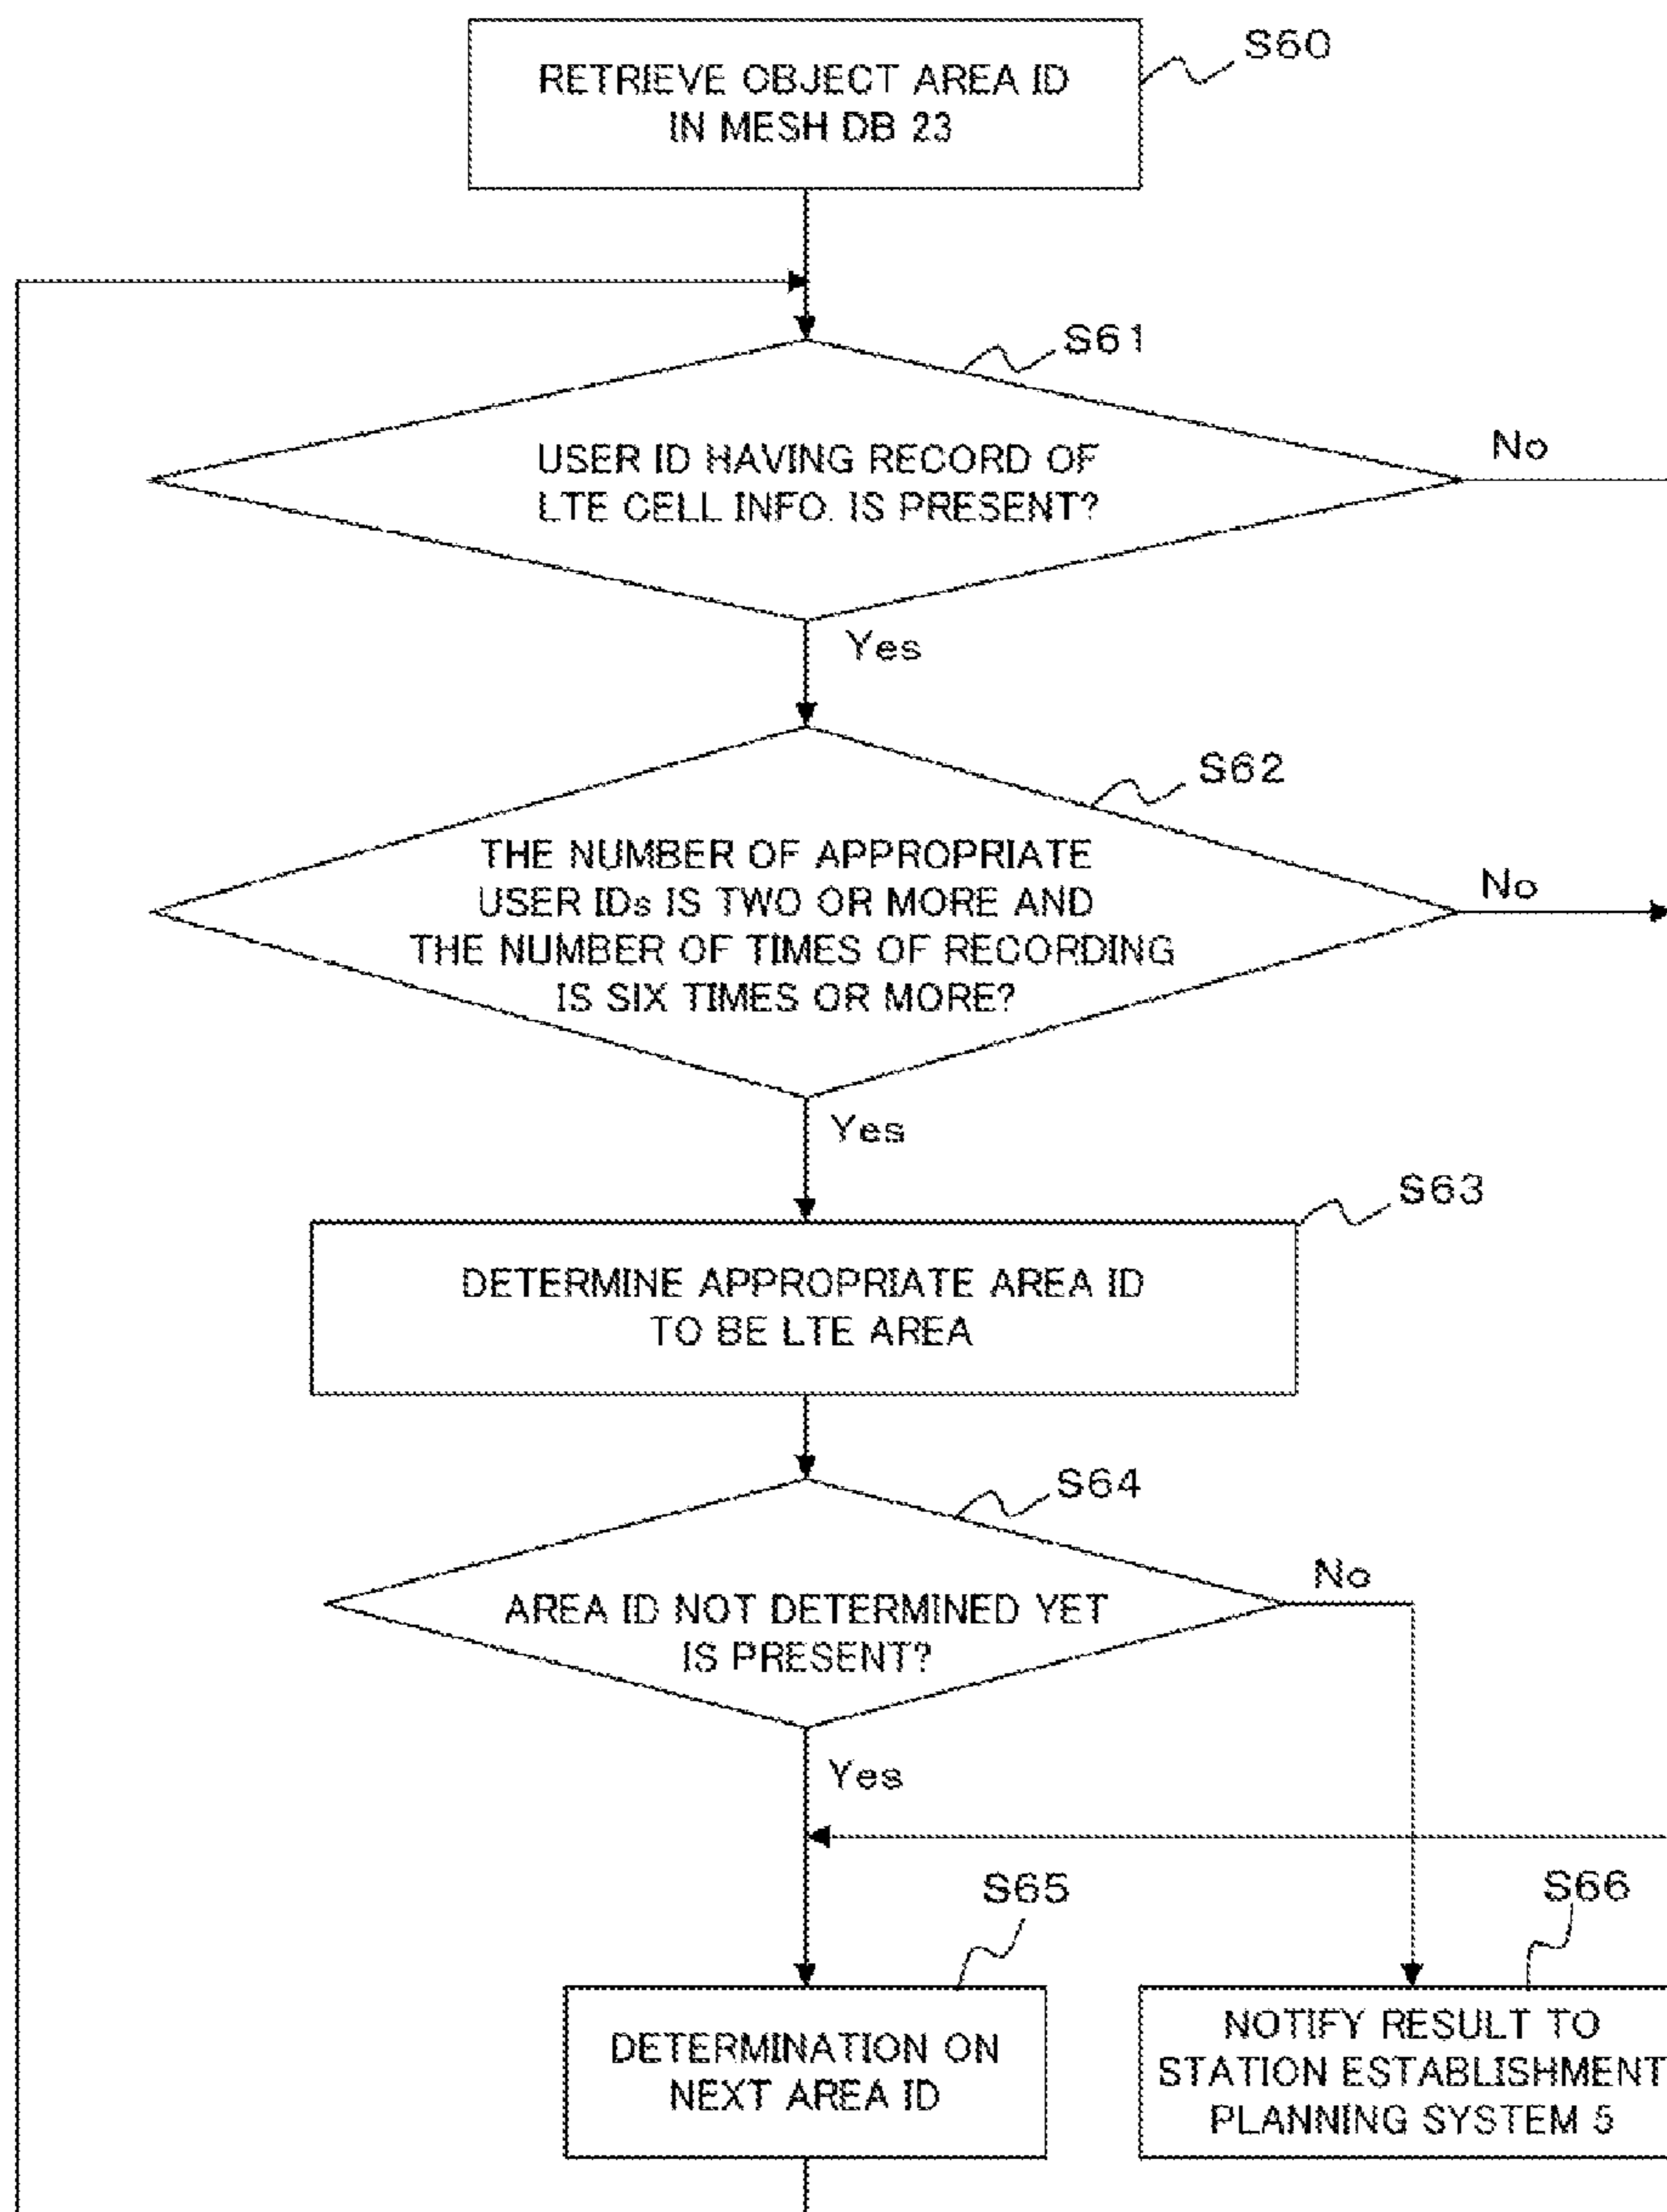 S60
RETRIEVE OBJECT AREA ID
IN MESH DB 23
S61
USER ID HAVING RECORD OF
LTE CELL INFO. IS PRESENT?
No
Yes
S62
THE NUMBER OF APPROPRIATE
USER IDs IS TWO OR MORE AND
THE NUMBER OF TIMES OF RECORDING
IS SIX TIMES OR MORE?
No
Yes
S63
DETERMINE APPROPRIATE AREA ID
TO BE LTE AREA
S64
AREA ID NOT DETERMINED YET
IS PRESENT?
No
Yes
S65
DETERMINATION ON
NEXT AREA ID
S66
NOTIFY RESULT TO
STATION ESTABLISHMENT
PLANNING SYSTEM 5